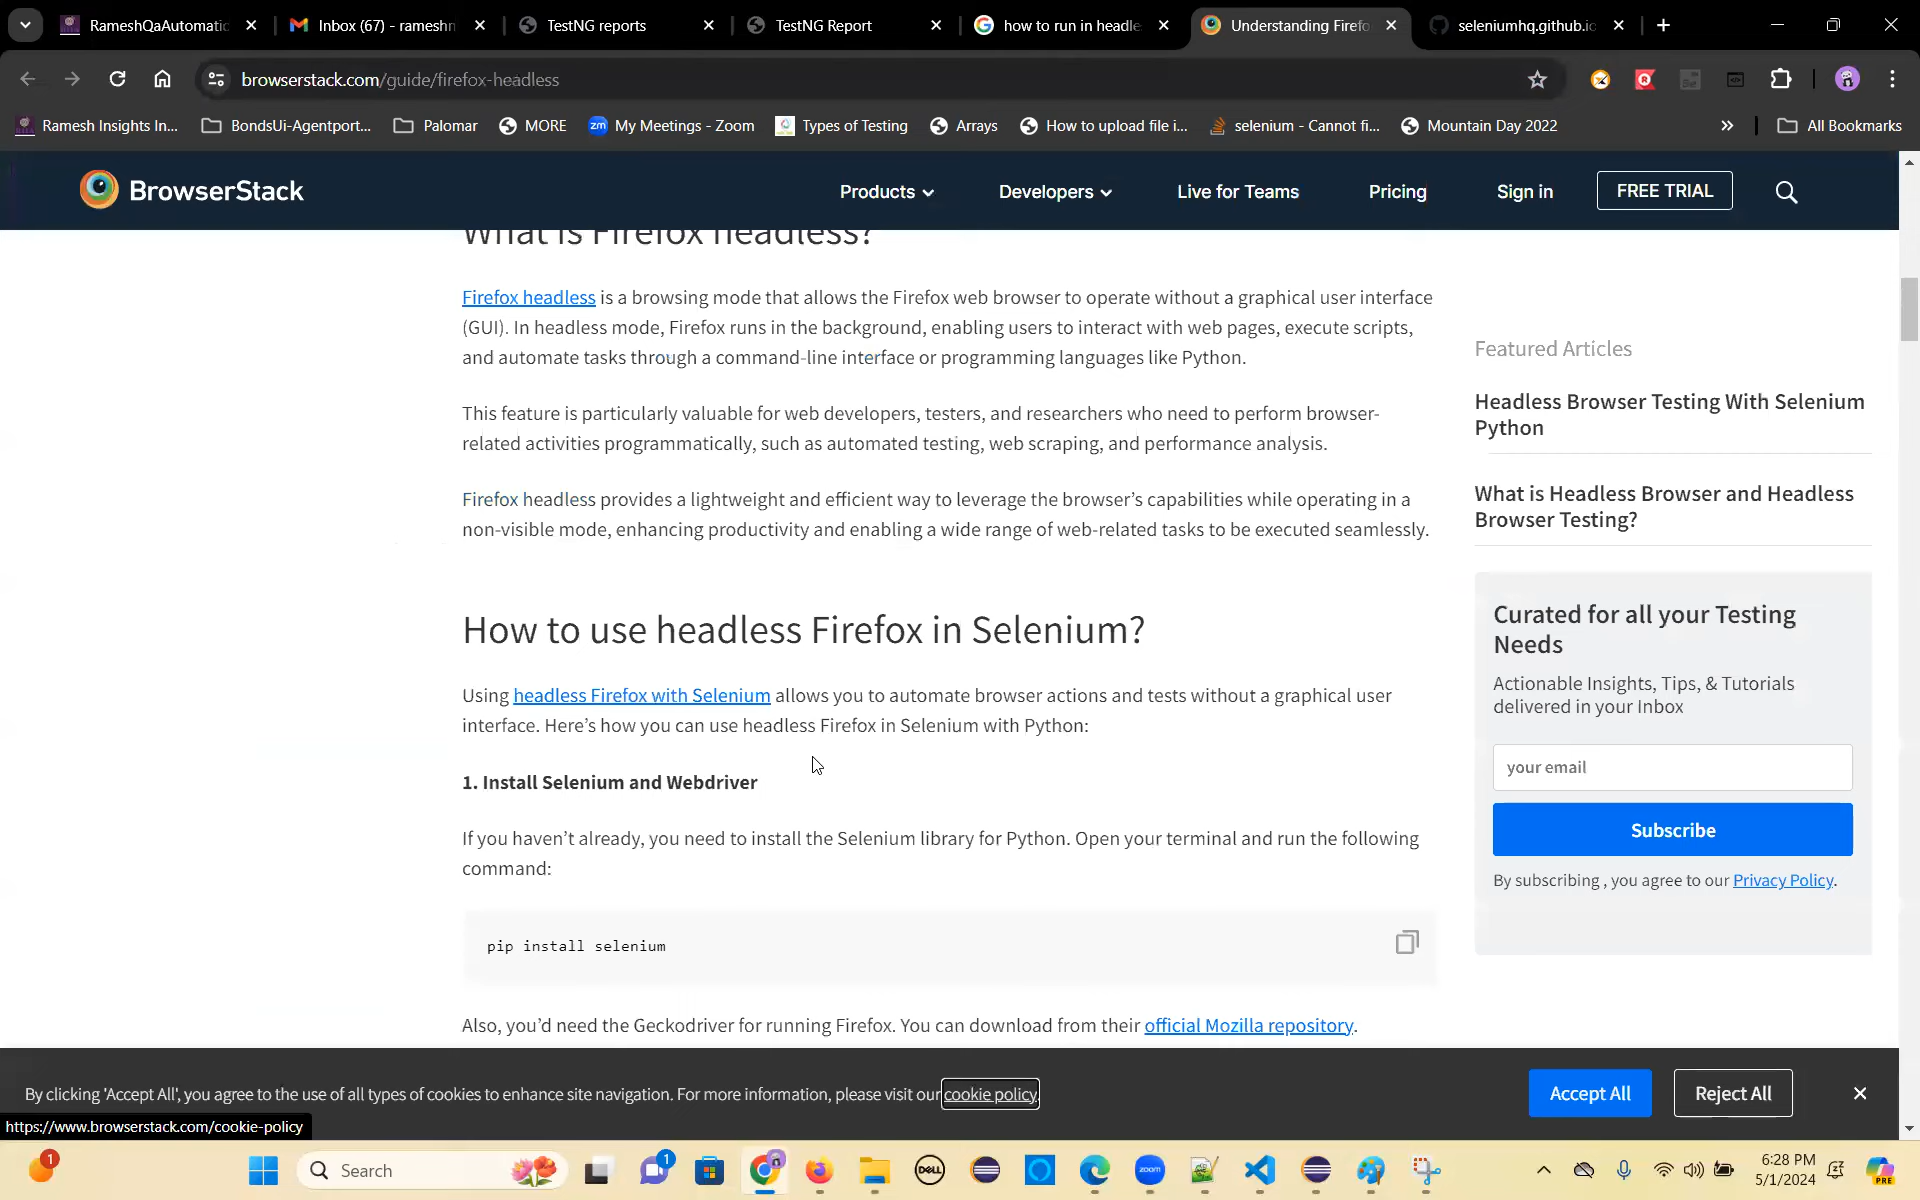 RameshQaAutomatic
Inbox (67) - rameshn
TestNG reports
TestNG Report
how to run in headle
Understanding Firefo
seleniumhq.github.io
browserstack.com/guide/firefox-headless
Ramesh Insights In...
BondsUi-Agentport...
Palomar
MORE
My Meetings - Zoom
Types of Testing
Arrays
How to upload file i...
selenium - Cannot fi...
Mountain Day 2022
All Bookmarks
BrowserStack
Products
Developers
Live for Teams
Pricing
Sign in
FREE TRIAL
What is Firefox headless?
Firefox headless is a browsing mode that allows the Firefox web browser to operate without a graphical user interface
(GUI). In headless mode, Firefox runs in the background, enabling users to interact with web pages, execute scripts,
and automate tasks through a command-line interface or programming languages like Python.
This feature is particularly valuable for web developers, testers, and researchers who need to perform browser-
related activities programmatically, such as automated testing, web scraping, and performance analysis.
Firefox headless provides a lightweight and efficient way to leverage the browser’s capabilities while operating in a
non-visible mode, enhancing productivity and enabling a wide range of web-related tasks to be executed seamlessly.
How to use headless Firefox in Selenium?
Using headless Firefox with Selenium allows you to automate browser actions and tests without a graphical user
interface. Here’s how you can use headless Firefox in Selenium with Python:
1. Install Selenium and Webdriver
If you haven’t already, you need to install the Selenium library for Python. Open your terminal and run the following
command:
pip install selenium
Also, you’d need the Geckodriver for running Firefox. You can download from their official Mozilla repository.
Featured Articles
Headless Browser Testing With Selenium
Python
What is Headless Browser and Headless
Browser Testing?
Curated for all your Testing
Needs
Actionable Insights, Tips, & Tutorials
delivered in your Inbox
your email
Subscribe
By subscribing , you agree to our Privacy Policy.
By clicking 'Accept All', you agree to the use of all types of cookies to enhance site navigation. For more information, please visit our cookie policy.
Accept All
Reject All
https://www.browserstack.com/cookie-policy
1
Search
1
DELL
zoom
6:28 PM
5/1/2024
PRE